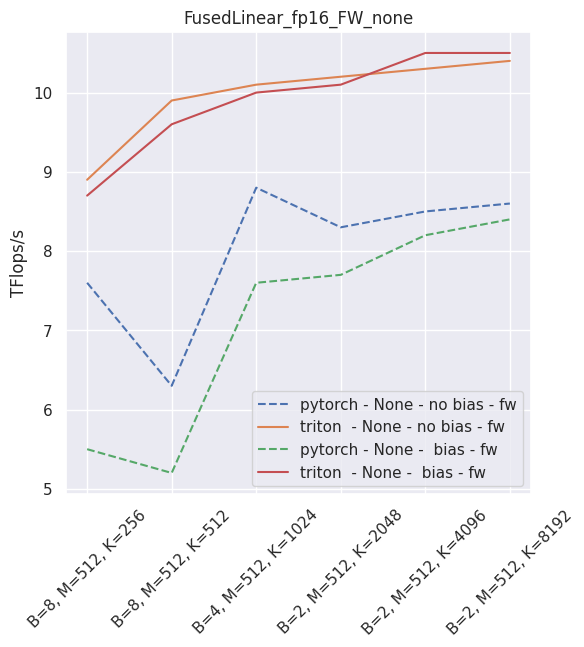 FusedLinear_fp16_FW_none
TFlops/s
10
9
8
7
6
5
pytorch - None - no bias - fw
triton  - None - no bias - fw
pytorch - None -  bias - fw
triton  - None -  bias - fw
B=8, M=512, K=256
B=8, M=512, K=512
B=4, M=512, K=1024
B=2, M=512, K=2048
B=2, M=512, K=4096
B=2, M=512, K=8192